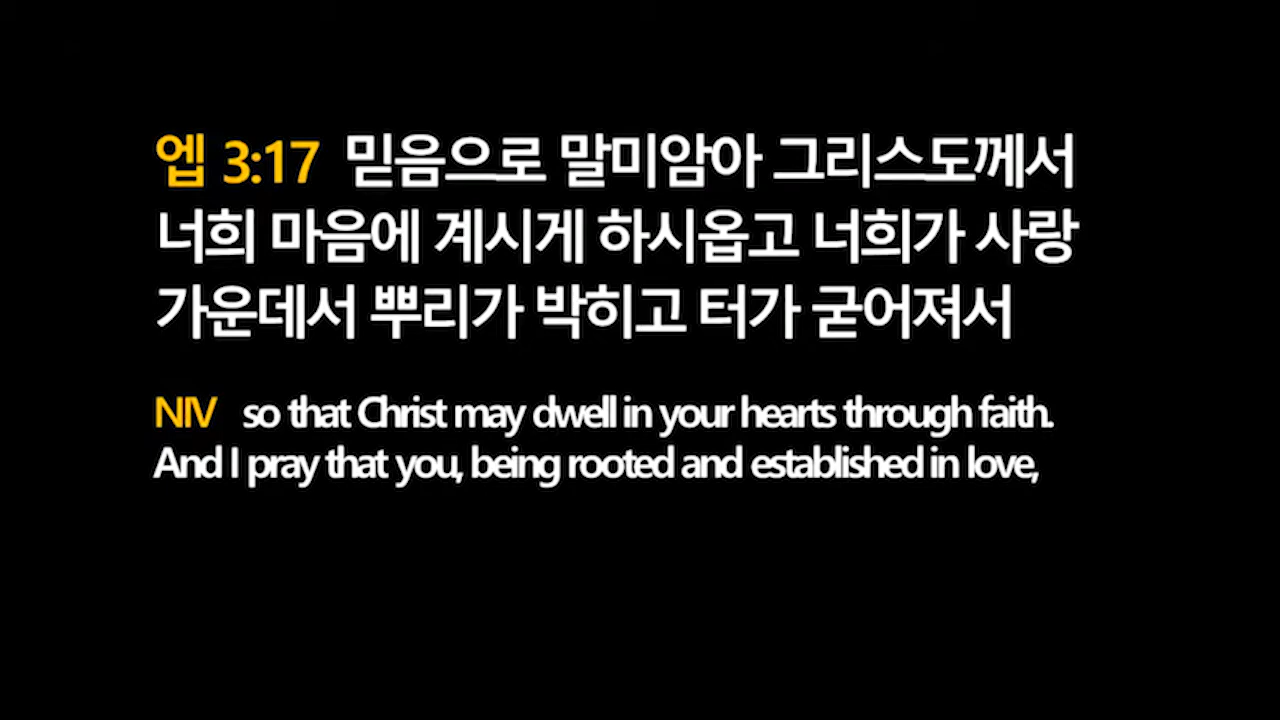 엡 3:17 믿음으로 말미암아 그리스도께서
너희 마음에 계시게 하시옵고 너희가 사랑
가운데서 뿌리가 박히고 터가 굳어져서
NIV so that Christ may dwell in your hearts through faith.
And I pray that you, being rooted and established in love,